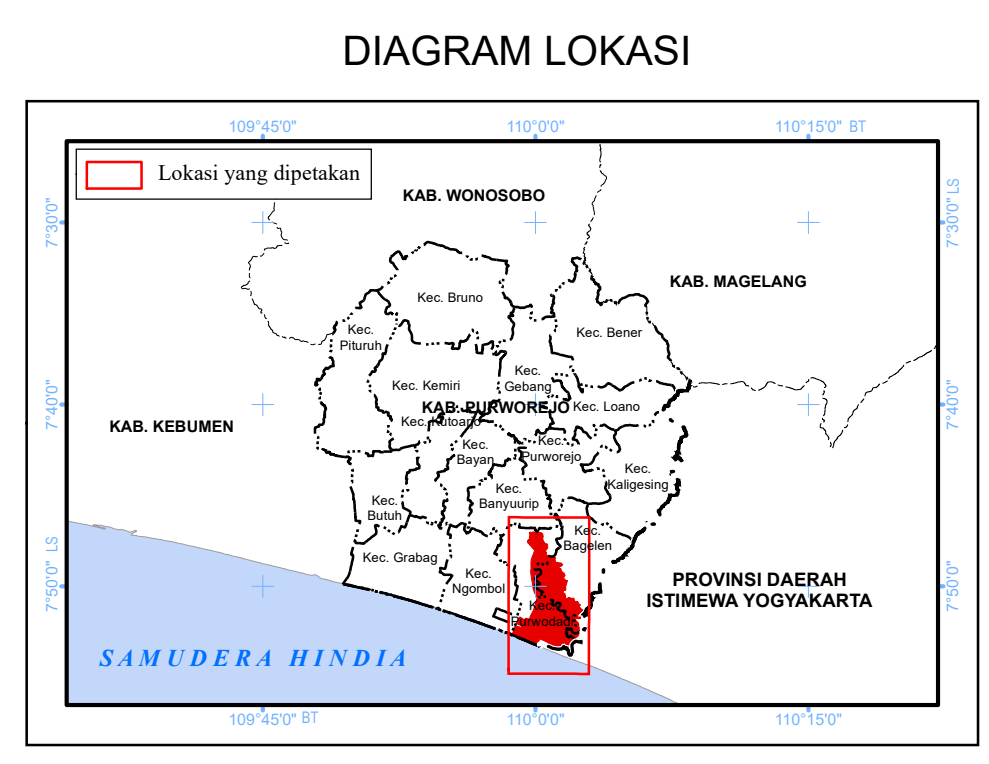 DIAGRAM LOKASI
109°45'0"
110°0'0"
110°15'0" BT
Lokasi yang dipetakan
KAB. WONOSOBO
7°30'0"
7°30'0" LS
KAB. MAGELANG
Kec. Bruno
Kec.
Pituruh
Kec. Bener
Kec.
Gebang
Kec. Kemiri
KAB. PURWOREJO
Kec. Loano
7°40'0"
7°40'0"
KAB. KEBUMEN
Kec. Kutoarjo
Kec.
Bayan
Kec.
Purworejo
Kec.
Kaligesing
Kec.
Banyuurip
Kec.
Butuh
Kec.
Bagelen
Kec. Grabag
Kec.
Ngombol
7°50'0" LS
7°50'0"
PROVINSI DAERAH
ISTIMEWA YOGYAKARTA
Kec.
Purwodadi
SAMUDERA HINDIA
109°45'0" BT
110°0'0"
110°15'0"